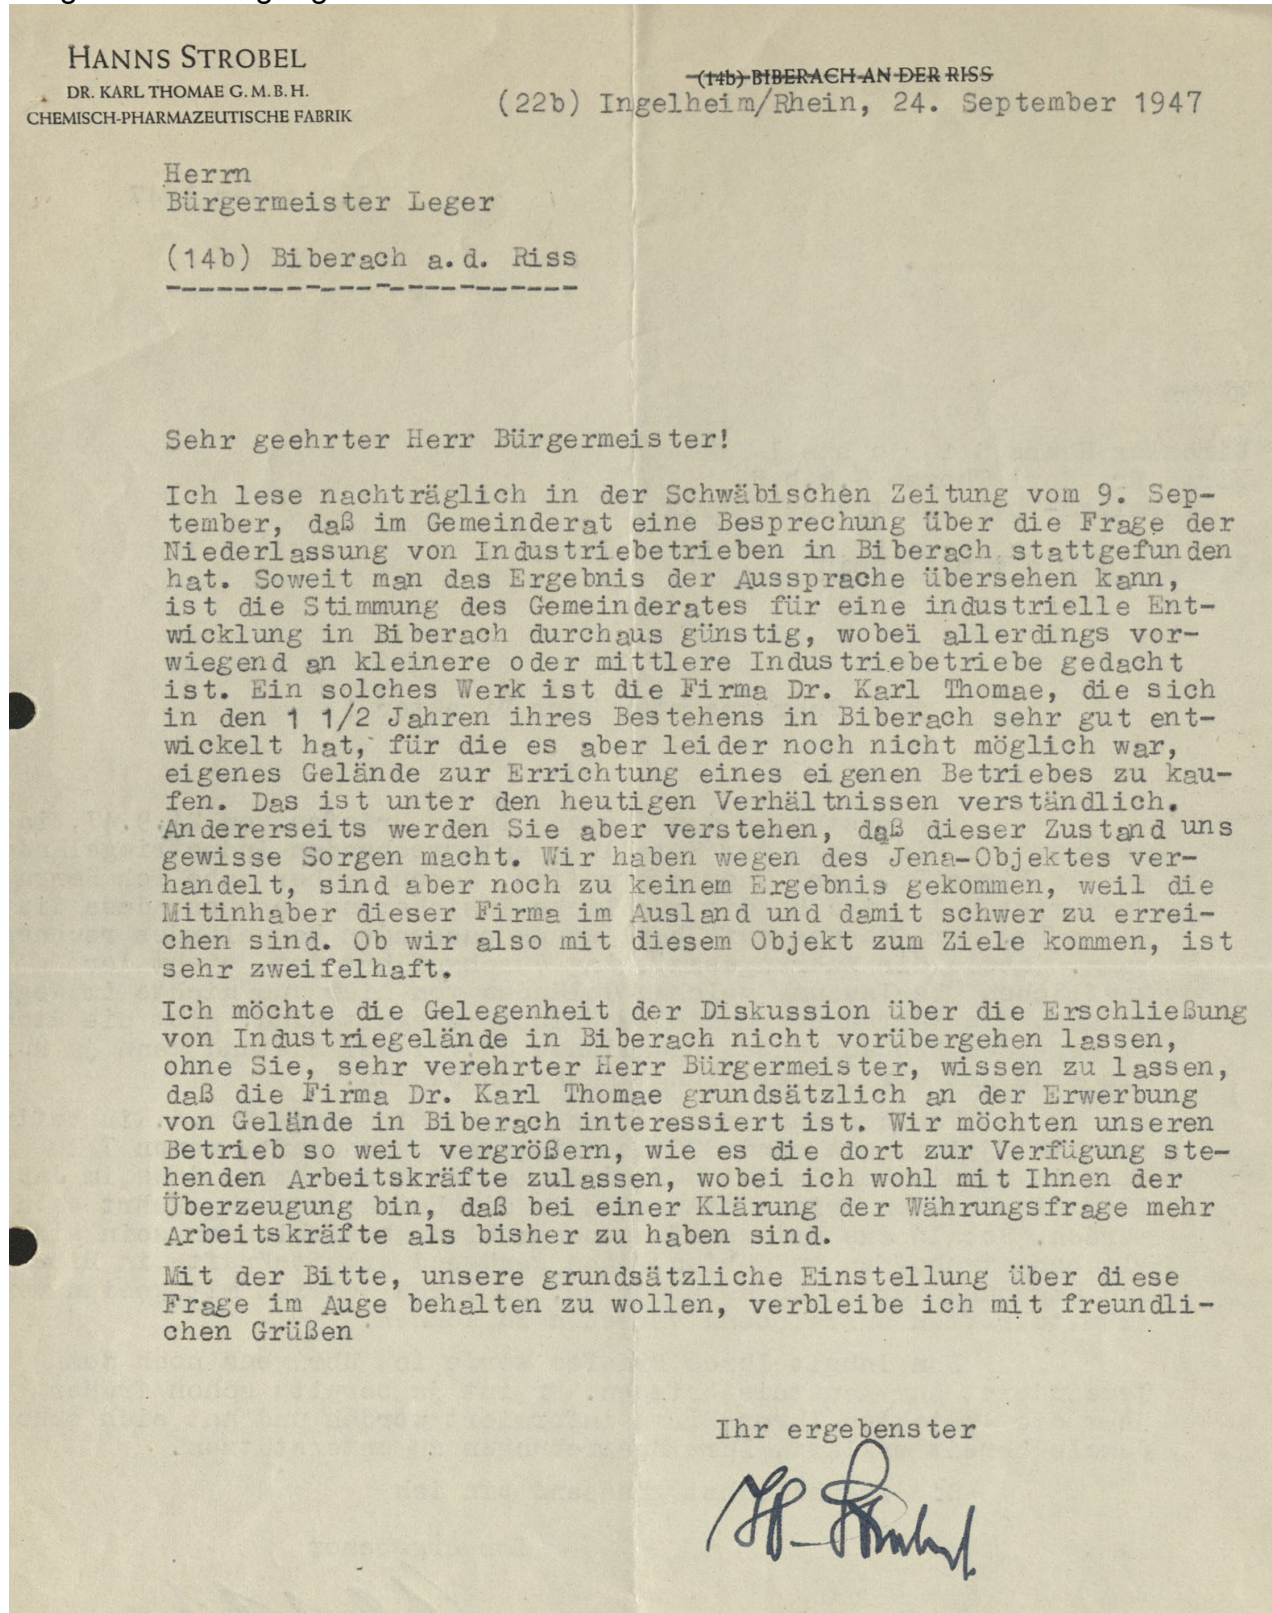 HANNS STROBEL
DR. KARL THOMAE G.M.B.H.
CHEMISCH-PHARMAZEUTISCHE FABRIK
(14b) BIBERACH AN DER RISS
(22b) Ingelheim/Rhein, 24. September 1947
Herrn
Bürgermeister Leger
(14b) Biberach a.d. Riss
Sehr geehrter Herr Bürgermeister!
Ich lese nachträglich in der Schwäbischen Zeitung vom 9. Sep-
tember, daß im Gemeinderat eine Besprechung über die Frage der
Niederlassung von Industriebetrieben in Biberach stattgefunden
hat. Soweit man das Ergebnis der Aussprache übersehen kann,
ist die Stimmung des Gemeinderates für eine industrielle Ent-
wicklung in Biberach durchaus günstig, wobei allerdings vor-
wiegend an kleinere oder mittlere Industriebetriebe gedacht
ist. Ein solches Werk ist die Firma Dr. Karl Thomae, die sich
in den 1 1/2 Jahren ihres Bestehens in Biberach sehr gut ent-
wickelt hat, für die es aber leider noch nicht möglich war,
eigenes Gelände zur Errichtung eines eigenen Betriebes zu kau-
fen. Das ist unter den heutigen Verhältnissen verständlich.
Andererseits werden Sie aber verstehen, daß dieser Zustand uns
gewisse Sorgen macht. Wir haben wegen des Jena-Objektes ver-
handelt, sind aber noch zu keinem Ergebnis gekommen, weil die
Mitinhaber dieser Firma im Ausland und damit schwer zu errei-
chen sind. Ob wir also mit diesem Objekt zum Ziele kommen, ist
sehr zweifelhaft.
Ich möchte die Gelegenheit der Diskussion über die Erschließung
von Industriegelände in Biberach nicht vorübergehen lassen,
ohne Sie, sehr verehrter Herr Bürgermeister, wissen zu lassen,
daß die Firma Dr. Karl Thomae grundsätzlich an der Erwerbung
von Gelände in Biberach interessiert ist. Wir möchten unseren
Betrieb so weit vergrößern, wie es die dort zur Verfügung ste-
henden Arbeitskräfte zulassen, wobei ich wohl mit Ihnen der
Überzeugung bin, daß bei einer Klärung der Währungsfrage mehr
Arbeitskräfte als bisher zu haben sind.
Mit der Bitte, unsere grundsätzliche Einstellung über diese
Frage im Auge behalten zu wollen, verbleibe ich mit freundli-
chen Grüßen
Ihr ergebenster